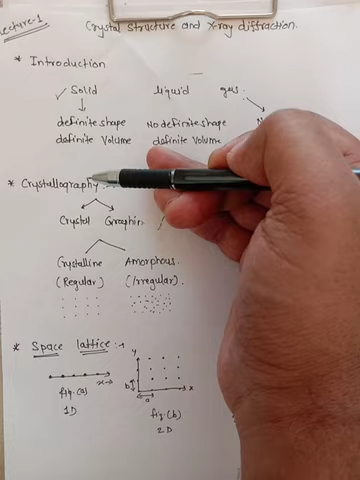 Lecture-1.
Crystal structure and X-ray diffraction.
* Introduction
✓ Solid liquid gas.
definite shape No definite shape N
definite Volume definite Volume
* Crystallography :-
Crystal Graphic.
Crystalline Amorphous.
(Regular) (Irregular).
* Space lattice :-
y
x→ b x
fig.(a) a
1D fig.(b)
2D